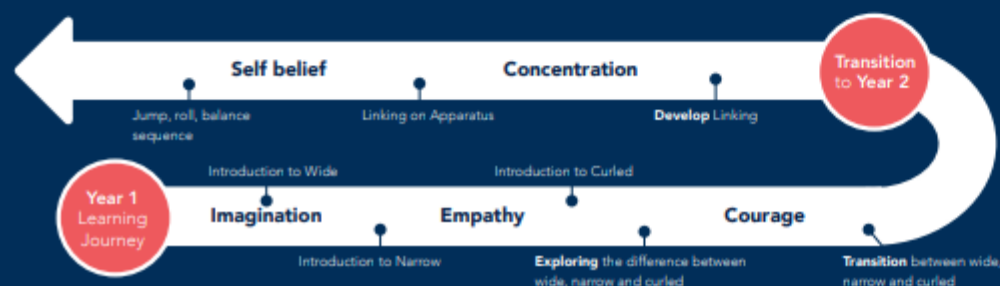 Self belief
Concentration
Transition
to Year 2
Jump, roll, balance
sequence
Linking on Apparatus
Develop Linking
Introduction to Wide
Introduction to Curled
Year 1
Learning
Journey
Imagination
Empathy
Courage
Introduction to Narrow
Exploring the difference between
wide, narrow and curled
Transition between wide,
narrow and curled